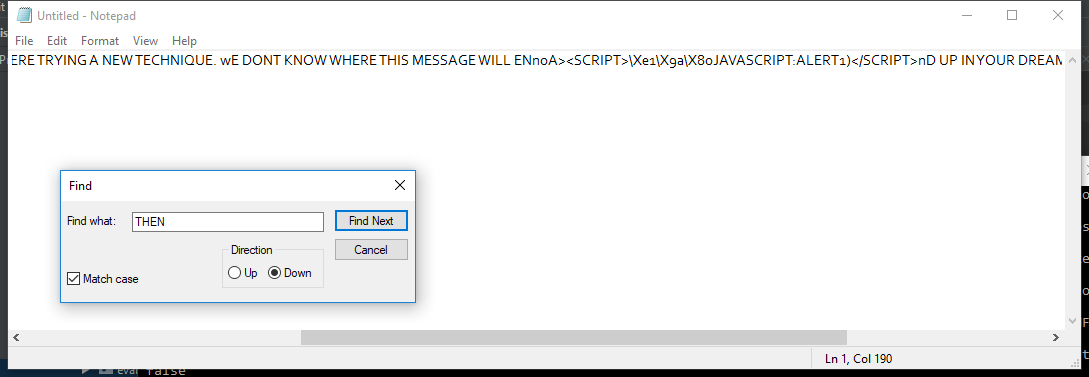 Untitled - Notepad
File Edit Format View Help
ERE TRYING A NEW TECHNIQUE. wE DONT KNOW WHERE THIS MESSAGE WILL ENn0A><SCRIPT>\Xe1\X9a\X80JAVASCRIPT:ALERT1)</SCRIPT>nD UP IN YOUR DREAM
Find
Find what: THEN Find Next
Direction Cancel
Up Down
Match case
Ln 1, Col 190
eval false